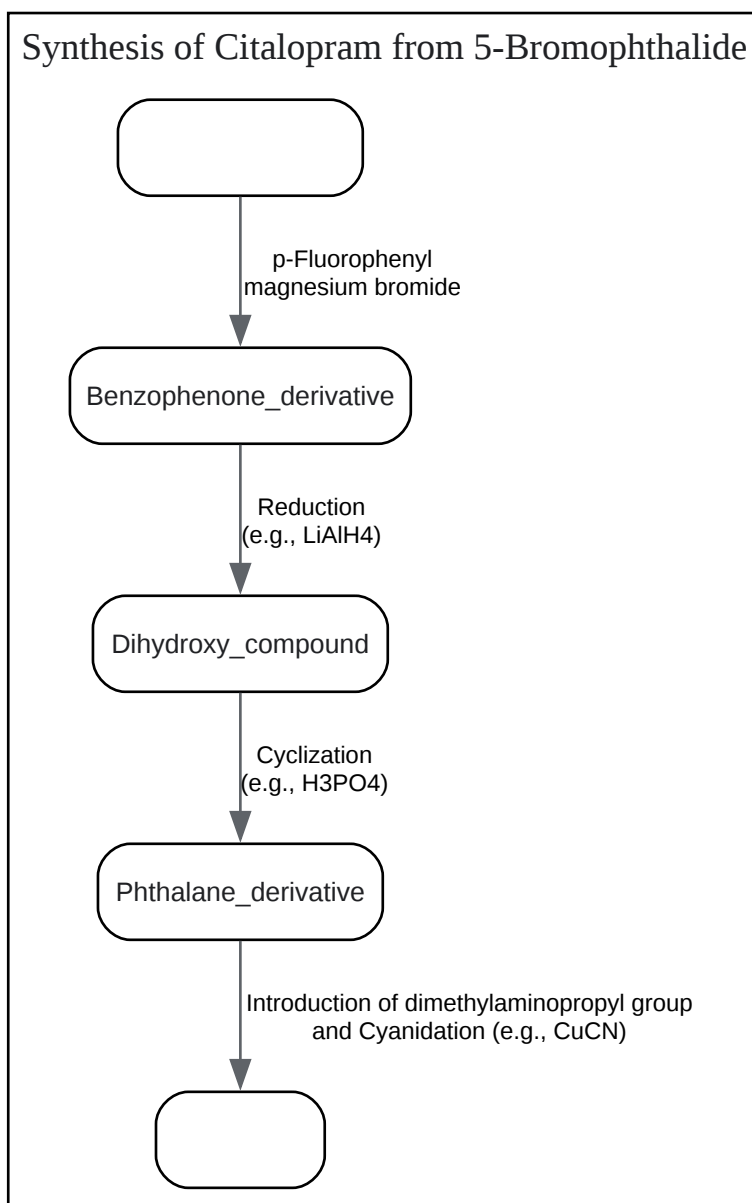 Synthesis of Citalopram from 5-Bromophthalide
p-Fluorophenyl
magnesium bromide
Benzophenone_derivative
Reduction
(e.g., LiAlH4)
Dihydroxy_compound
Cyclization
(e.g., H3PO4)
Phthalane_derivative
Introduction of dimethylaminopropyl group
and Cyanidation (e.g., CuCN)